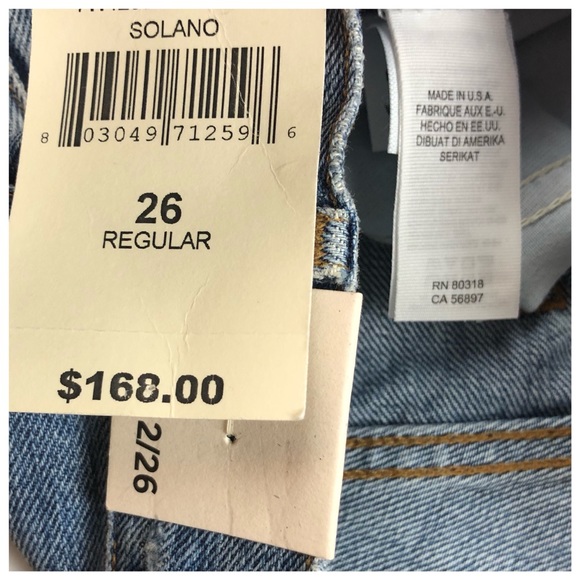 SOLANO
8 03049 71259 6
26
REGULAR
$168.00
2/26
MADE IN U.S.A.
FABRIQUE AUX E.-U.
HECHO EN EE.UU.
DIBUAT DI AMERIKA
SERIKAT
RN 80318
CA 56897